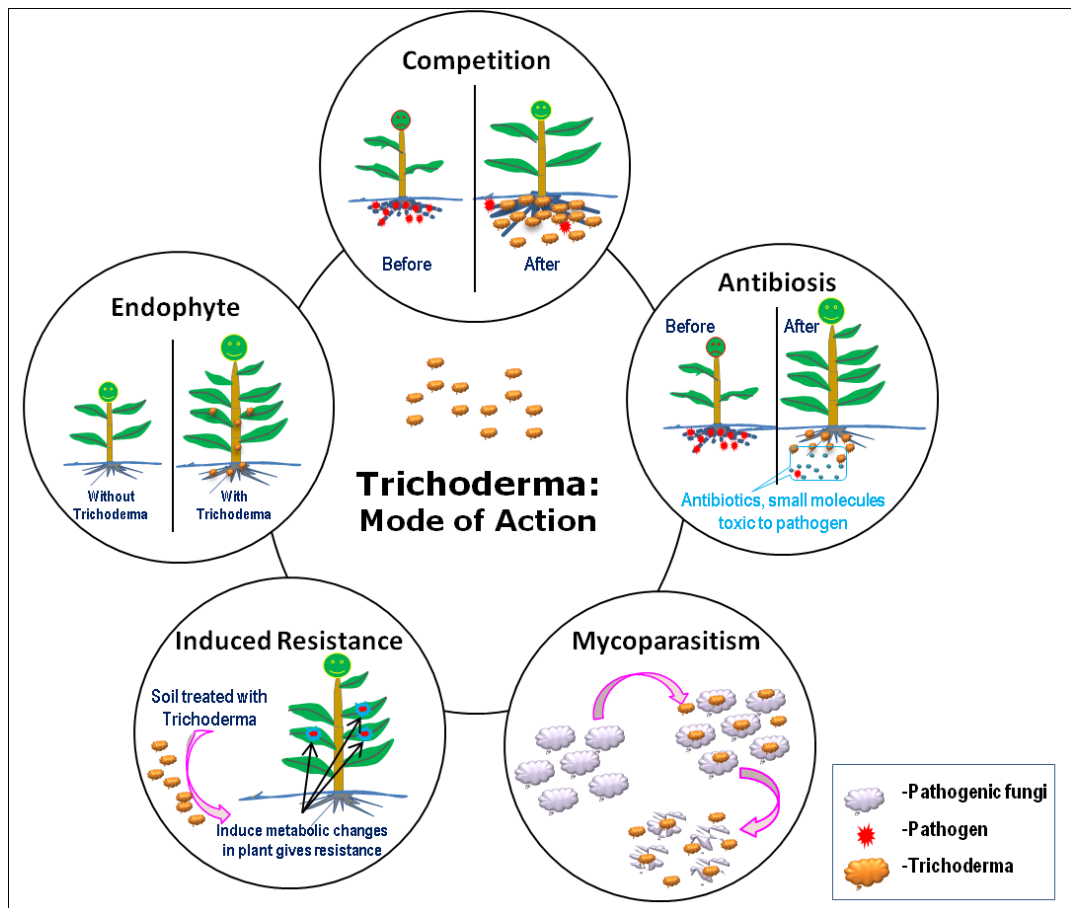 Competition
Before
After
Antibiosis
Before
After
Antibiotics, small molecules
toxic to pathogen
Endophyte
Without
Trichoderma
With
Trichoderma
Trichoderma:
Mode of Action
Induced Resistance
Soil treated with
Trichoderma
Induce metabolic changes
in plant gives resistance
Mycoparasitism
-Pathogenic fungi
-Pathogen
-Trichoderma